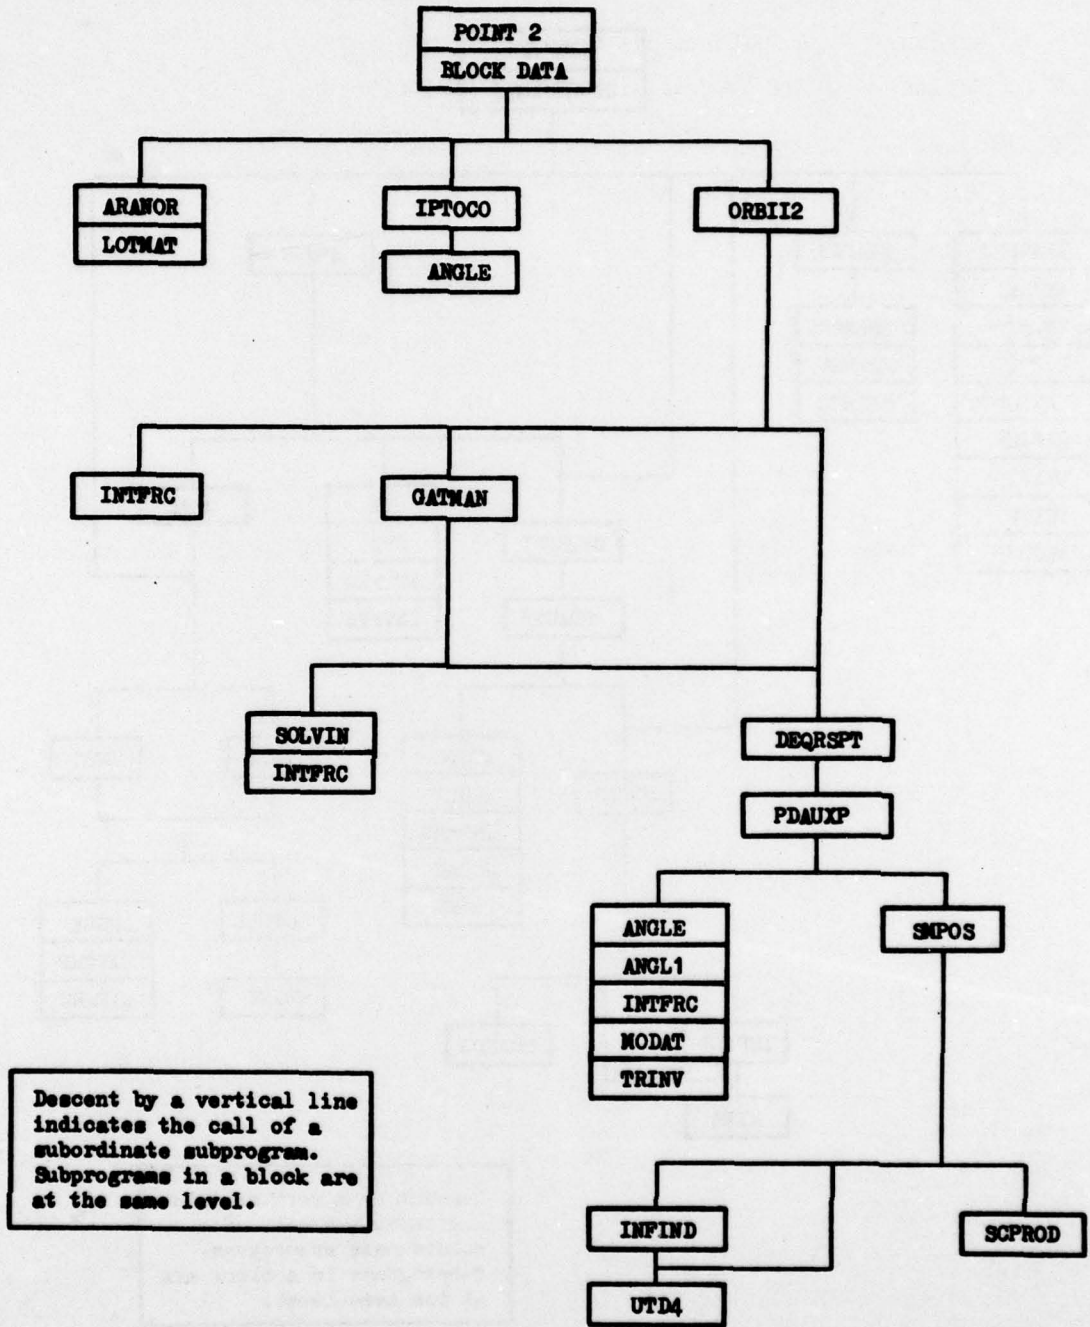 POINT 2
BLOCK DATA
ARANOR
LOTMAT
IPTOCO
ANGLE
ORBII2
INTFRC
GATMAN
SOLVIN
INTFRC
DEQRSPT
PDAUXP
ANGLE
ANGL1
INTFRC
MODAT
TRINV
SMPOS
INFIND
UTD4
SCPROD
Descent by a vertical line
indicates the call of a
subordinate subprogram.
Subprograms in a block are
at the same level.